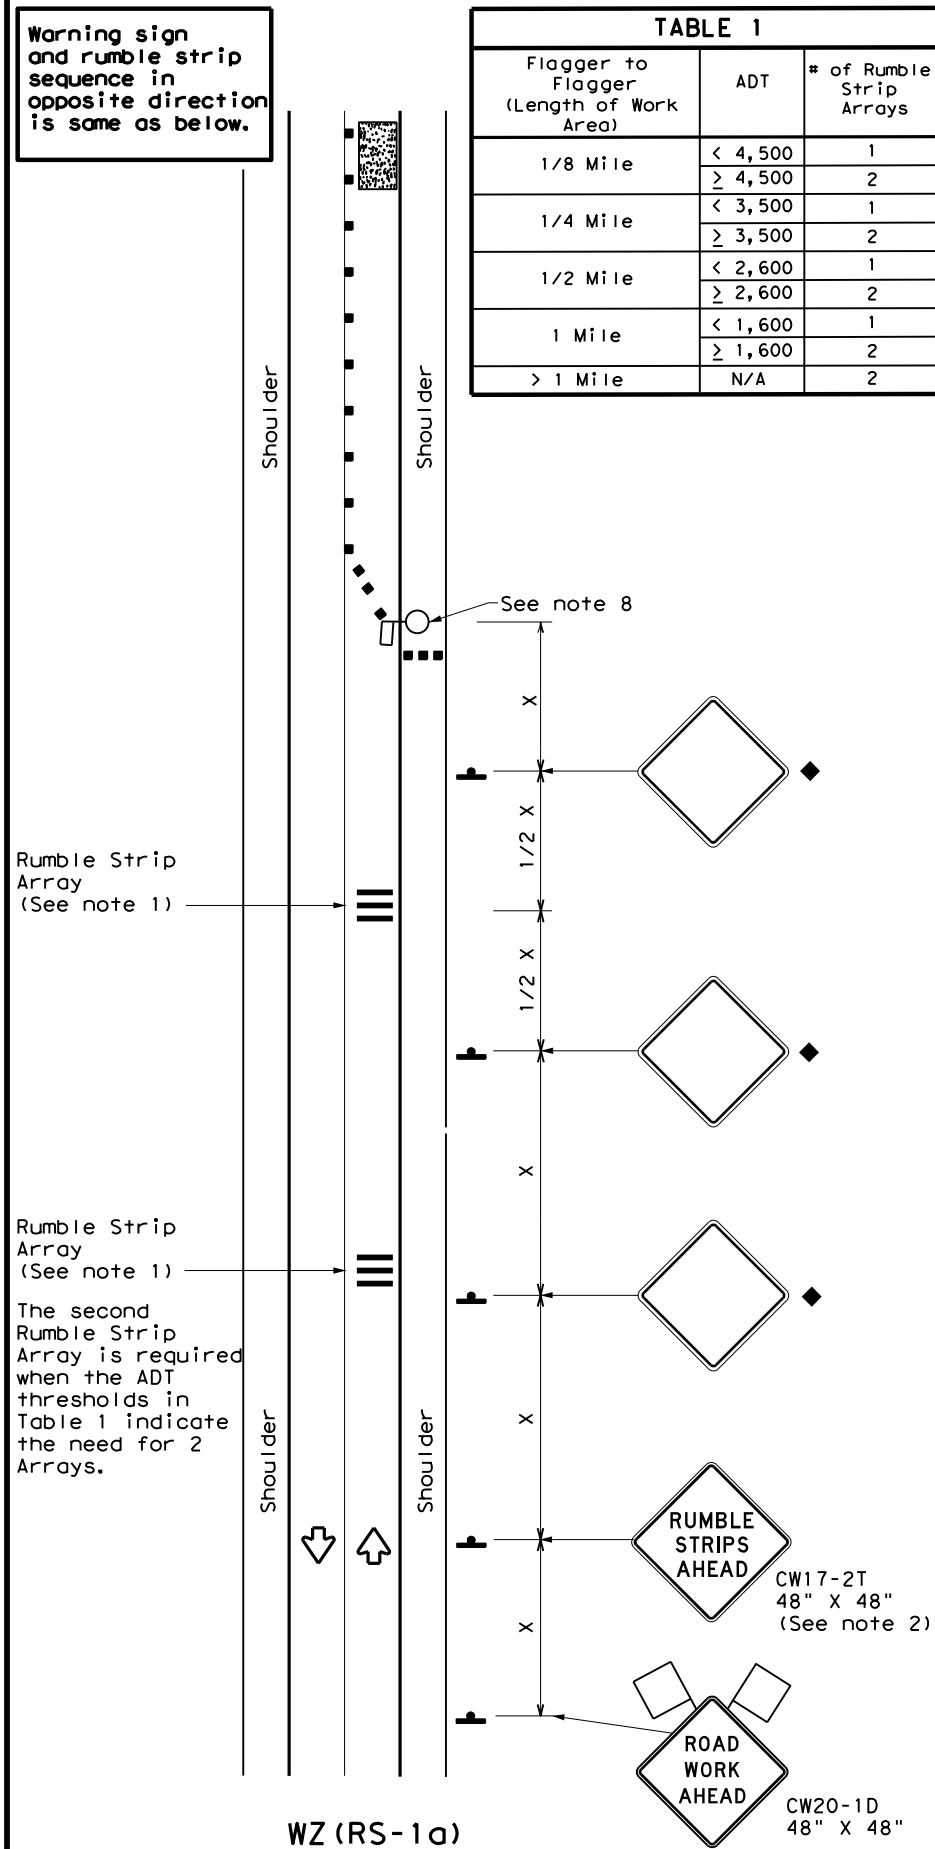 Warning sign
and rumble strip
sequence in
opposite direction
is same as below.
TABLE 1
Flagger to
Flagger
(Length of Work
Area)
ADT
# of Rumble
Strip
Arrays
1/8 Mile
< 4,500
1
≥ 4,500
2
1/4 Mile
< 3,500
1
≥ 3,500
2
1/2 Mile
< 2,600
1
≥ 2,600
2
1 Mile
< 1,600
1
≥ 1,600
2
> 1 Mile
N/A
2
Shoulder
Shoulder
See note 8
X
1/2 X
Rumble Strip
Array
(See note 1)
1/2 X
X
Rumble Strip
Array
(See note 1)
The second
Rumble Strip
Array is required
when the ADT
thresholds in
Table 1 indicate
the need for 2
Arrays.
Shoulder
Shoulder
X
RUMBLE
STRIPS
AHEAD
CW17-2T
48" X 48"
(See note 2)
X
ROAD
WORK
AHEAD
CW20-1D
48" X 48"
WZ(RS-1a)